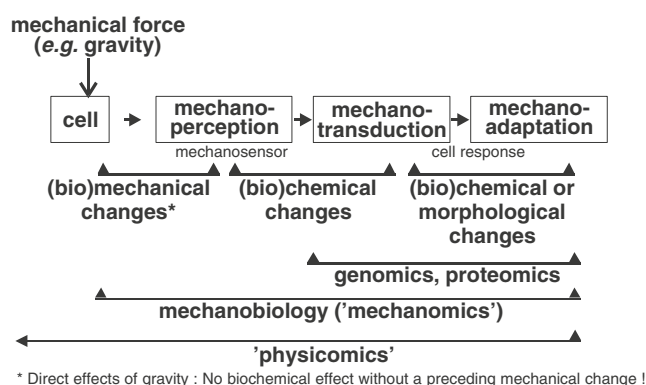 mechanical force
(e.g. gravity)
cell
mechano-
perception
mechano-
transduction
mechano-
adaptation
mechanosensor
cell response
(bio)mechanical
changes*
(bio)chemical
changes
(bio)chemical or
morphological
changes
genomics, proteomics
mechanobiology ('mechanomics')
'physicomics'
* Direct effects of gravity : No biochemical effect without a preceding mechanical change !